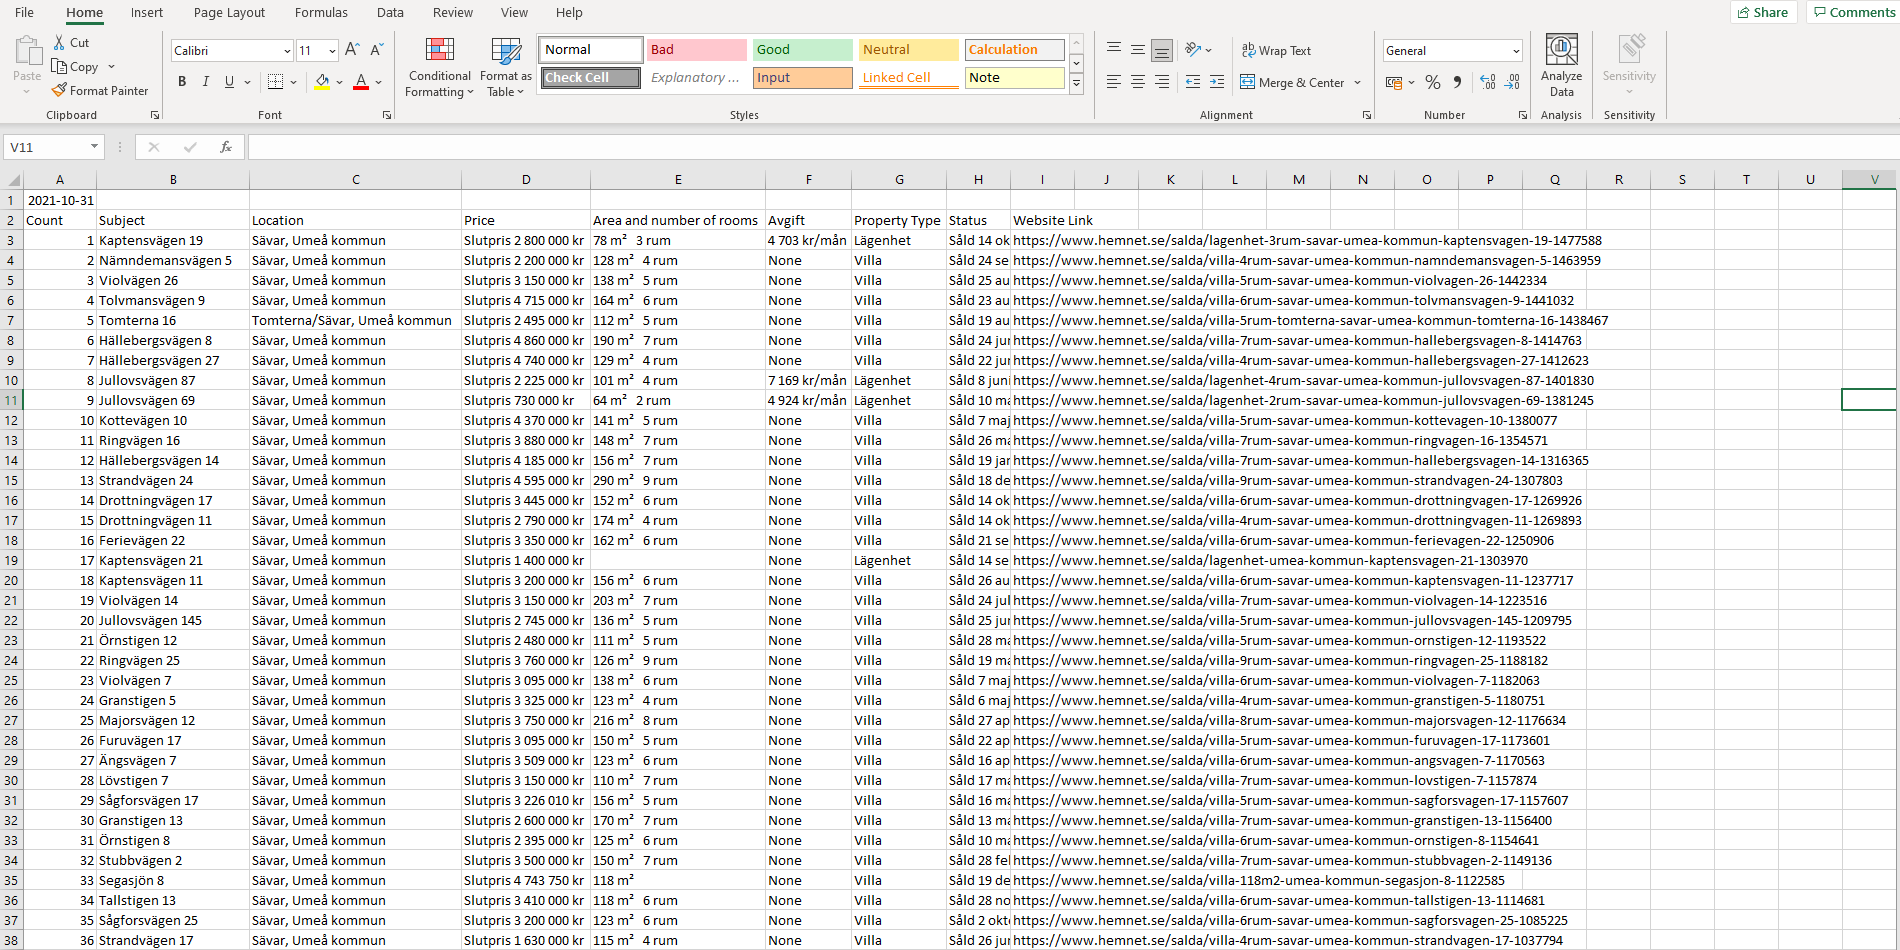 File Home Insert Page Layout Formulas Data Review View Help Share Comments
Paste Cut Copy Format Painter Clipboard
Calibri 11 B I U Font
Conditional Formatting Format as Table
Normal Bad Good Neutral Calculation
Check Cell Explanatory ... Input Linked Cell Note
Styles
Wrap Text Merge & Center Alignment
General % Number
Analyze Data Analysis
Sensitivity Sensitivity
V11 fx
A B C D E F G H I J K L M N O P Q R S T U V
1 2021-10-31
2 Count Subject Location Price Area and number of rooms Avgift Property Type Status Website Link
3 1 Kaptensvägen 19 Sävar, Umeå kommun Slutpris 2 800 000 kr 78 m² 3 rum 4 703 kr/mån Lägenhet Såld 14 ok https://www.hemnet.se/salda/lagenhet-3rum-savar-umea-kommun-kaptensvagen-19-1477588
4 2 Nämndemansvägen 5 Sävar, Umeå kommun Slutpris 2 200 000 kr 128 m² 4 rum None Villa Såld 24 se https://www.hemnet.se/salda/villa-4rum-savar-umea-kommun-namndemansvagen-5-1463959
5 3 Violvägen 26 Sävar, Umeå kommun Slutpris 3 150 000 kr 138 m² 5 rum None Villa Såld 25 au https://www.hemnet.se/salda/villa-5rum-savar-umea-kommun-violvagen-26-1442334
6 4 Tolvmansvägen 9 Sävar, Umeå kommun Slutpris 4 715 000 kr 164 m² 6 rum None Villa Såld 23 au https://www.hemnet.se/salda/villa-6rum-savar-umea-kommun-tolvmansvagen-9-1441032
7 5 Tomterna 16 Tomterna/Sävar, Umeå kommun Slutpris 2 495 000 kr 112 m² 5 rum None Villa Såld 19 au https://www.hemnet.se/salda/villa-5rum-tomterna-savar-umea-kommun-tomterna-16-1438467
8 6 Hällebergsvägen 8 Sävar, Umeå kommun Slutpris 4 860 000 kr 190 m² 7 rum None Villa Såld 24 jun https://www.hemnet.se/salda/villa-7rum-savar-umea-kommun-hallebergsvagen-8-1414763
9 7 Hällebergsvägen 27 Sävar, Umeå kommun Slutpris 4 740 000 kr 129 m² 4 rum None Villa Såld 22 jun https://www.hemnet.se/salda/villa-4rum-savar-umea-kommun-hallebergsvagen-27-1412623
10 8 Jullovsvägen 87 Sävar, Umeå kommun Slutpris 2 225 000 kr 101 m² 4 rum 7 169 kr/mån Lägenhet Såld 8 juni https://www.hemnet.se/salda/lagenhet-4rum-savar-umea-kommun-jullovsvagen-87-1401830
11 9 Jullovsvägen 69 Sävar, Umeå kommun Slutpris 730 000 kr 64 m² 2 rum 4 924 kr/mån Lägenhet Såld 10 ma https://www.hemnet.se/salda/lagenhet-2rum-savar-umea-kommun-jullovsvagen-69-1381245
12 10 Kottevägen 10 Sävar, Umeå kommun Slutpris 4 370 000 kr 141 m² 5 rum None Villa Såld 7 maj https://www.hemnet.se/salda/villa-5rum-savar-umea-kommun-kottevagen-10-1380077
13 11 Ringvägen 16 Sävar, Umeå kommun Slutpris 3 880 000 kr 148 m² 7 rum None Villa Såld 26 ma https://www.hemnet.se/salda/villa-7rum-savar-umea-kommun-ringvagen-16-1354571
14 12 Hällebergsvägen 14 Sävar, Umeå kommun Slutpris 4 185 000 kr 156 m² 7 rum None Villa Såld 19 jan https://www.hemnet.se/salda/villa-7rum-savar-umea-kommun-hallebergsvagen-14-1316365
15 13 Strandvägen 24 Sävar, Umeå kommun Slutpris 4 595 000 kr 290 m² 9 rum None Villa Såld 18 de https://www.hemnet.se/salda/villa-9rum-savar-umea-kommun-strandvagen-24-1307803
16 14 Drottningvägen 17 Sävar, Umeå kommun Slutpris 3 445 000 kr 152 m² 6 rum None Villa Såld 14 ok https://www.hemnet.se/salda/villa-6rum-savar-umea-kommun-drottningvagen-17-1269926
17 15 Drottningvägen 11 Sävar, Umeå kommun Slutpris 2 790 000 kr 174 m² 4 rum None Villa Såld 14 ok https://www.hemnet.se/salda/villa-4rum-savar-umea-kommun-drottningvagen-11-1269893
18 16 Ferievägen 22 Sävar, Umeå kommun Slutpris 3 350 000 kr 162 m² 6 rum None Villa Såld 21 se https://www.hemnet.se/salda/villa-6rum-savar-umea-kommun-ferievagen-22-1250906
19 17 Kaptensvägen 21 Sävar, Umeå kommun Slutpris 1 400 000 kr None Lägenhet Såld 14 se https://www.hemnet.se/salda/lagenhet-umea-kommun-kaptensvagen-21-1303970
20 18 Kaptensvägen 11 Sävar, Umeå kommun Slutpris 3 200 000 kr 156 m² 6 rum None Villa Såld 26 au https://www.hemnet.se/salda/villa-6rum-savar-umea-kommun-kaptensvagen-11-1237717
21 19 Violvägen 14 Sävar, Umeå kommun Slutpris 3 150 000 kr 203 m² 7 rum None Villa Såld 24 jul https://www.hemnet.se/salda/villa-7rum-savar-umea-kommun-violvagen-14-1223516
22 20 Jullovsvägen 145 Sävar, Umeå kommun Slutpris 2 745 000 kr 136 m² 5 rum None Villa Såld 25 jun https://www.hemnet.se/salda/villa-5rum-savar-umea-kommun-jullovsvagen-145-1209795
23 21 Örnstigen 12 Sävar, Umeå kommun Slutpris 2 480 000 kr 111 m² 5 rum None Villa Såld 28 ma https://www.hemnet.se/salda/villa-5rum-savar-umea-kommun-ornstigen-12-1193522
24 22 Ringvägen 25 Sävar, Umeå kommun Slutpris 3 760 000 kr 126 m² 9 rum None Villa Såld 19 ma https://www.hemnet.se/salda/villa-9rum-savar-umea-kommun-ringvagen-25-1188182
25 23 Violvägen 7 Sävar, Umeå kommun Slutpris 3 095 000 kr 138 m² 6 rum None Villa Såld 7 maj https://www.hemnet.se/salda/villa-6rum-savar-umea-kommun-violvagen-7-1182063
26 24 Granstigen 5 Sävar, Umeå kommun Slutpris 3 325 000 kr 123 m² 4 rum None Villa Såld 6 maj https://www.hemnet.se/salda/villa-4rum-savar-umea-kommun-granstigen-5-1180751
27 25 Majorsvägen 12 Sävar, Umeå kommun Slutpris 3 750 000 kr 216 m² 8 rum None Villa Såld 27 ap https://www.hemnet.se/salda/villa-8rum-savar-umea-kommun-majorsvagen-12-1176634
28 26 Furuvägen 17 Sävar, Umeå kommun Slutpris 3 095 000 kr 150 m² 5 rum None Villa Såld 22 ap https://www.hemnet.se/salda/villa-5rum-savar-umea-kommun-furuvagen-17-1173601
29 27 Ängsvägen 7 Sävar, Umeå kommun Slutpris 3 509 000 kr 123 m² 6 rum None Villa Såld 16 ap https://www.hemnet.se/salda/villa-6rum-savar-umea-kommun-angsvagen-7-1170563
30 28 Lövstigen 7 Sävar, Umeå kommun Slutpris 3 150 000 kr 110 m² 7 rum None Villa Såld 17 ma https://www.hemnet.se/salda/villa-7rum-savar-umea-kommun-lovstigen-7-1157874
31 29 Sågforsvägen 17 Sävar, Umeå kommun Slutpris 3 226 010 kr 156 m² 5 rum None Villa Såld 16 ma https://www.hemnet.se/salda/villa-5rum-savar-umea-kommun-sagforsvagen-17-1157607
32 30 Granstigen 13 Sävar, Umeå kommun Slutpris 2 600 000 kr 170 m² 7 rum None Villa Såld 13 ma https://www.hemnet.se/salda/villa-7rum-savar-umea-kommun-granstigen-13-1156400
33 31 Örnstigen 8 Sävar, Umeå kommun Slutpris 2 395 000 kr 125 m² 6 rum None Villa Såld 10 ma https://www.hemnet.se/salda/villa-6rum-savar-umea-kommun-ornstigen-8-1154641
34 32 Stubbvägen 2 Sävar, Umeå kommun Slutpris 3 500 000 kr 150 m² 7 rum None Villa Såld 28 fel https://www.hemnet.se/salda/villa-7rum-savar-umea-kommun-stubbvagen-2-1149136
35 33 Segasjön 8 Sävar, Umeå kommun Slutpris 4 743 750 kr 118 m² None Villa Såld 19 de https://www.hemnet.se/salda/villa-118m2-umea-kommun-segasjon-8-1122585
36 34 Tallstigen 13 Sävar, Umeå kommun Slutpris 3 410 000 kr 118 m² 6 rum None Villa Såld 28 no https://www.hemnet.se/salda/villa-6rum-savar-umea-kommun-tallstigen-13-1114681
37 35 Sågforsvägen 25 Sävar, Umeå kommun Slutpris 3 200 000 kr 123 m² 6 rum None Villa Såld 2 okt https://www.hemnet.se/salda/villa-6rum-savar-umea-kommun-sagforsvagen-25-1085225
38 36 Strandvägen 17 Sävar, Umeå kommun Slutpris 1 630 000 kr 115 m² 4 rum None Villa Såld 26 jun https://www.hemnet.se/salda/villa-4rum-savar-umea-kommun-strandvagen-17-1037794